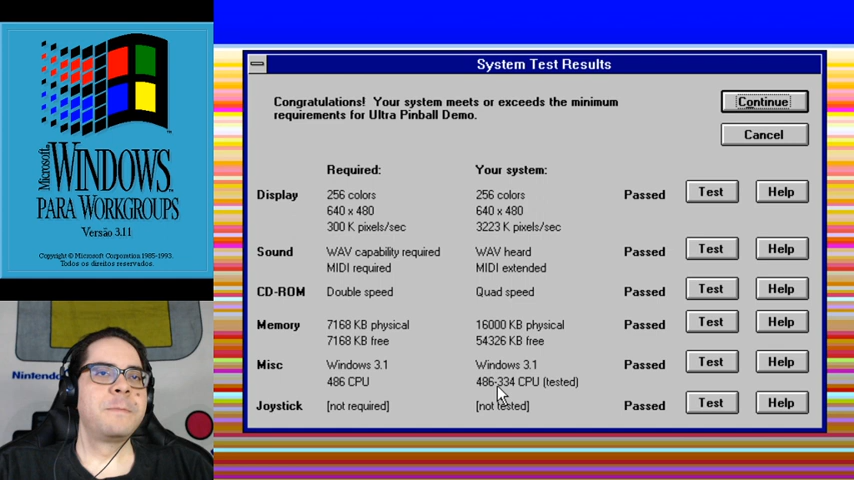 Microsoft®
WINDOWS™
PARA WORKGROUPS
Versão 3.11
Copyright © Microsoft Corporation 1985-1993.
Todos os direitos reservados.
Nintendo
System Test Results
Congratulations! Your system meets or exceeds the minimum
requirements for Ultra Pinball Demo.
Continue
Cancel
Required: Your system:
Display 256 colors 256 colors Passed Test Help
640 x 480 640 x 480
300 K pixels/sec 3223 K pixels/sec
Sound WAV capability required WAV heard Passed Test Help
MIDI required MIDI extended
CD-ROM Double speed Quad speed Passed Test Help
Memory 7168 KB physical 16000 KB physical Passed Test Help
7168 KB free 54326 KB free
Misc Windows 3.1 Windows 3.1 Passed Test Help
486 CPU 486-334 CPU (tested)
Joystick [not required] [not tested] Passed Test Help